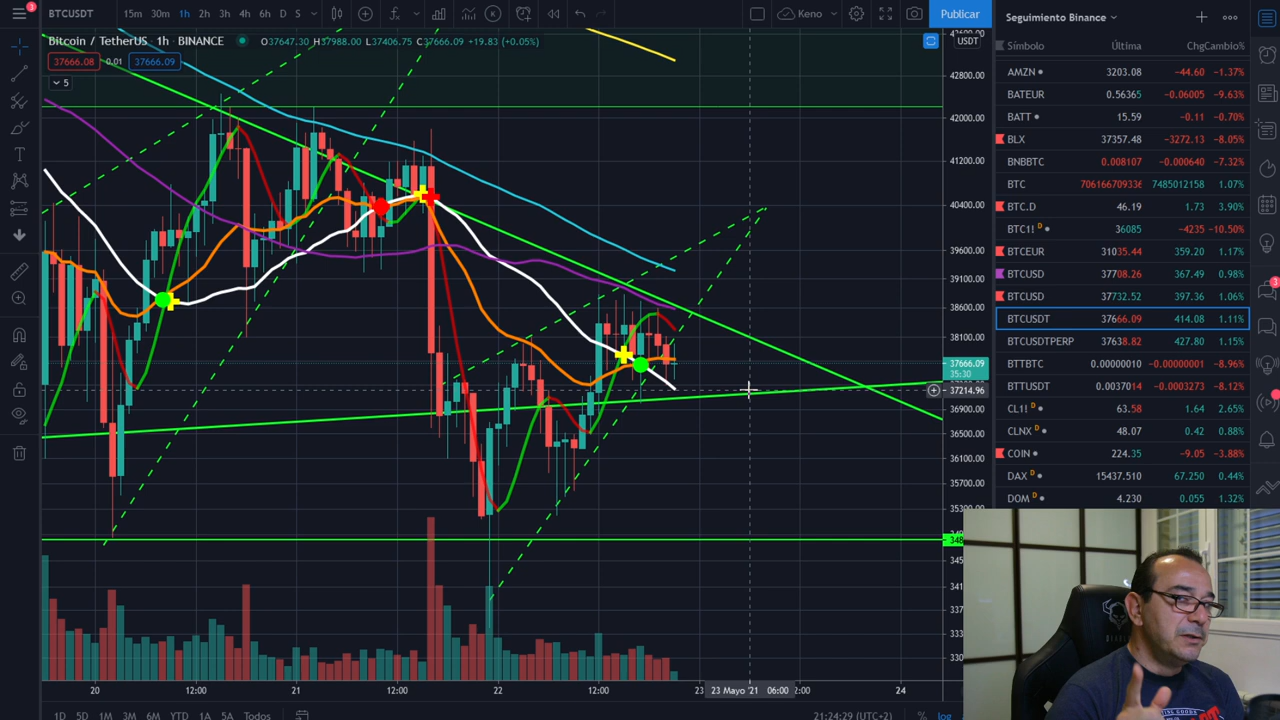 3
BTCUSDT 15m 30m 1h 2h 3h 4h 6h D S Keno Publicar
Bitcoin / TetherUS · 1h · BINANCE O37647.30 H37988.00 L37406.75 C37666.09 +19.83 (+0.05%)
37666.08 0.01 37666.09
5
USDT
42800.00
42000.00
41200.00
40400.00
39600.00
39100.00
38600.00
38100.00
37666.09
35:30
37214.96
36900.00
36500.00
36100.00
35700.00
20 12:00 21 12:00 22 12:00 23 23 Mayo '21 06:00 2:00 24
1D 5D 1M 3M 6M YTD 1A 5A Todos
21:24:29 (UTC+2) % log
Seguimiento Binance
Símbolo Última Chg Cambio%
AMZN 3203.08 -44.60 -1.37%
BATEUR 0.56365 -0.06005 -9.63%
BATT 15.59 -0.11 -0.70%
BLX 37357.48 -3272.13 -8.05%
BNBBTC 0.008107 -0.000640 -7.32%
BTC 70616670933 7485012158 1.07%
BTC.D 46.19 1.73 3.90%
BTC1! D 36085 -4235 -10.50%
BTCEUR 31035.44 359.20 1.17%
BTCUSD 37708.26 367.49 0.98%
BTCUSD 37732.52 397.36 1.06%
BTCUSDT 37666.09 414.08 1.11%
BTCUSDTPERP 37638.82 427.80 1.15%
BTTBTC 0.00000010 -0.00000001 -8.96%
BTTUSDT 0.0037014 -0.0003273 -8.12%
CL1! D 63.58 1.64 2.65%
CLNX D 48.07 0.42 0.88%
COIN 224.35 -9.05 -3.88%
DAX 15437.510 67.250 0.44%
DOM D 4.230 0.055 1.32%
3